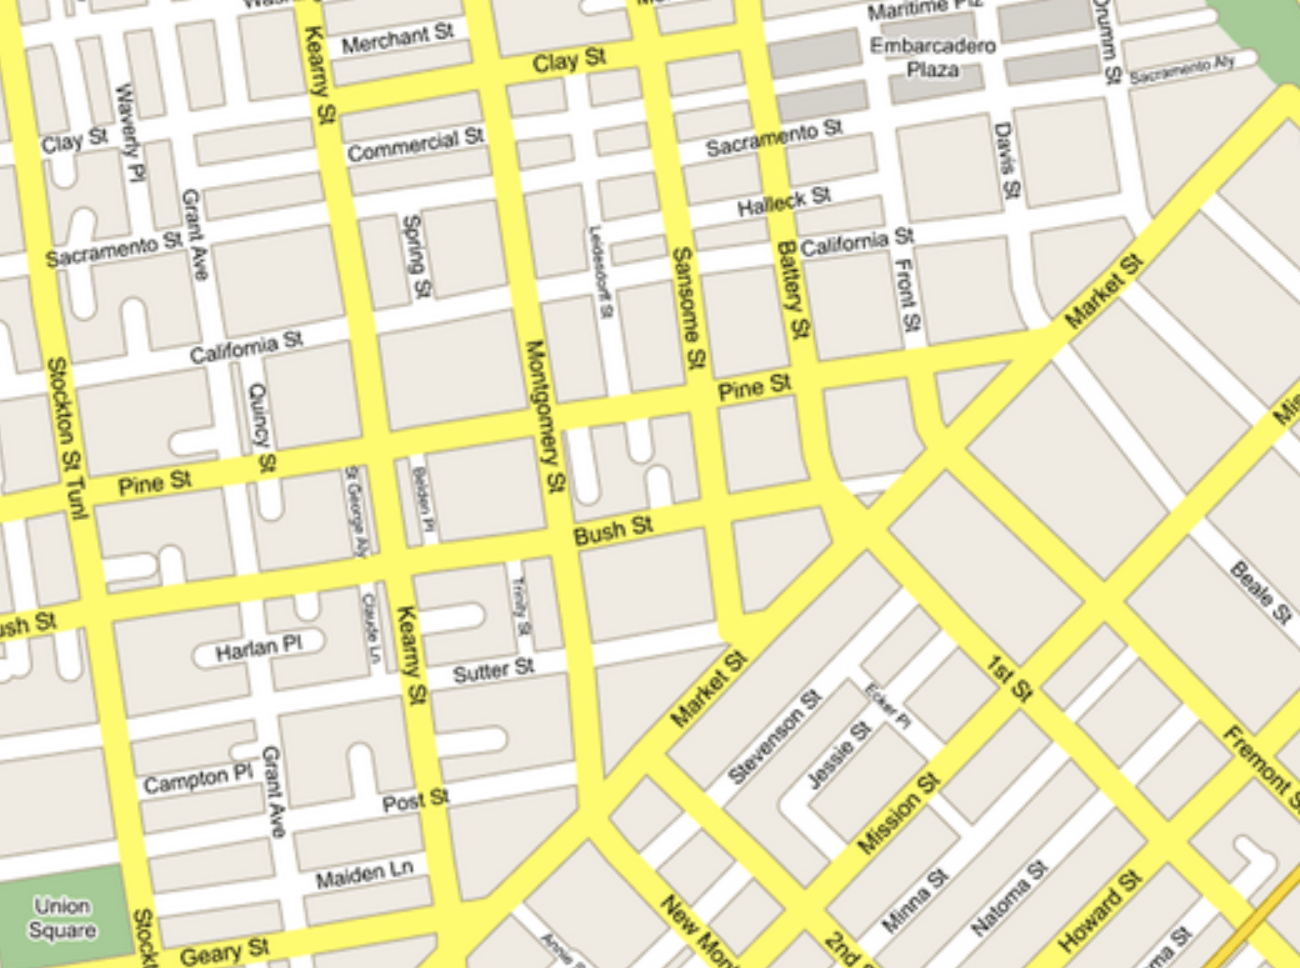 Merchant St
Maritime Plz
Drumm St
Kearny St
Clay St
Embarcadero
Plaza
Sacramento Aly
Waverly Pl
Clay St
Commercial St
Sacramento St
Davis St
Grant Ave
Halleck St
Spring St
Leidesdorff St
Sacramento St
Sansome St
Battery St
California St
Front St
Market St
California St
Stockton St Tunl
Quincy St
Montgomery St
Pine St
Pine St
St George Aly
Belden Pl
Bush St
Trinity St
Claude Ln
Kearny St
Beale St
Harlan Pl
Sutter St
Market St
1st St
Ecker Pl
Stevenson St
Jessie St
Fremont S
Campton Pl
Grant Ave
Post St
Mission St
Maiden Ln
Minna St
Natoma St
Howard St
Union
Square
Stockt
Geary St
New Mon
2nd